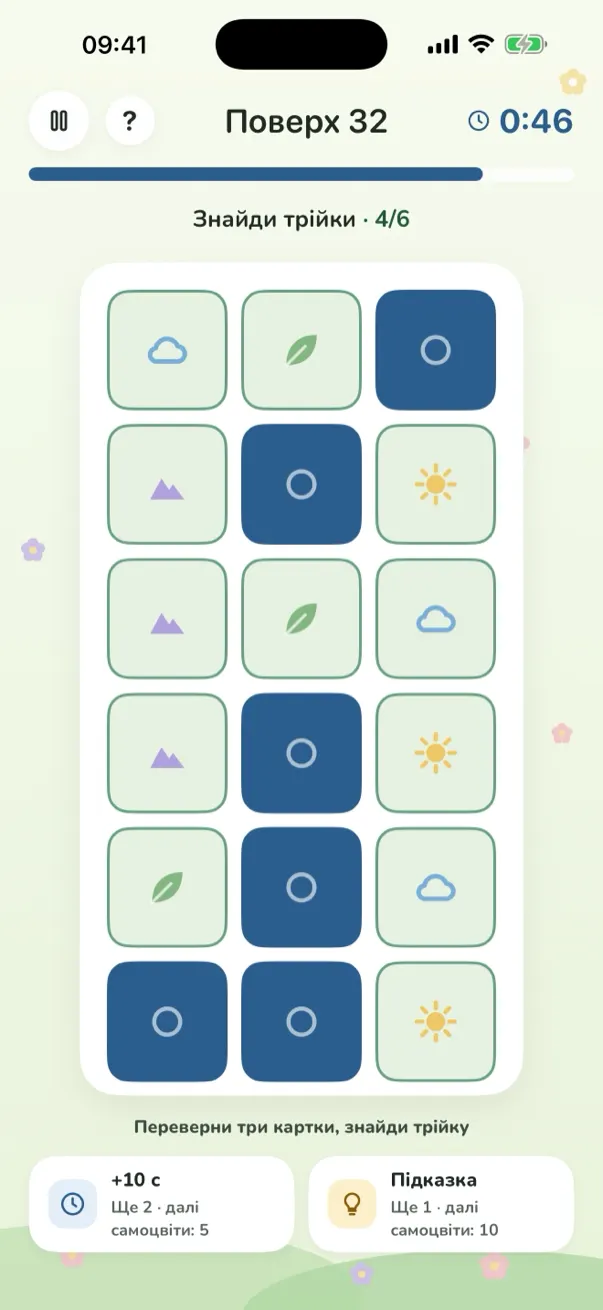 09:41
?
Поверх 32
0:46
Знайди трійки · 4/6
Переверни три картки, знайди трійку
+10 с
Ще 2 · далі
самоцвіти: 5
Підказка
Ще 1 · далі
самоцвіти: 10